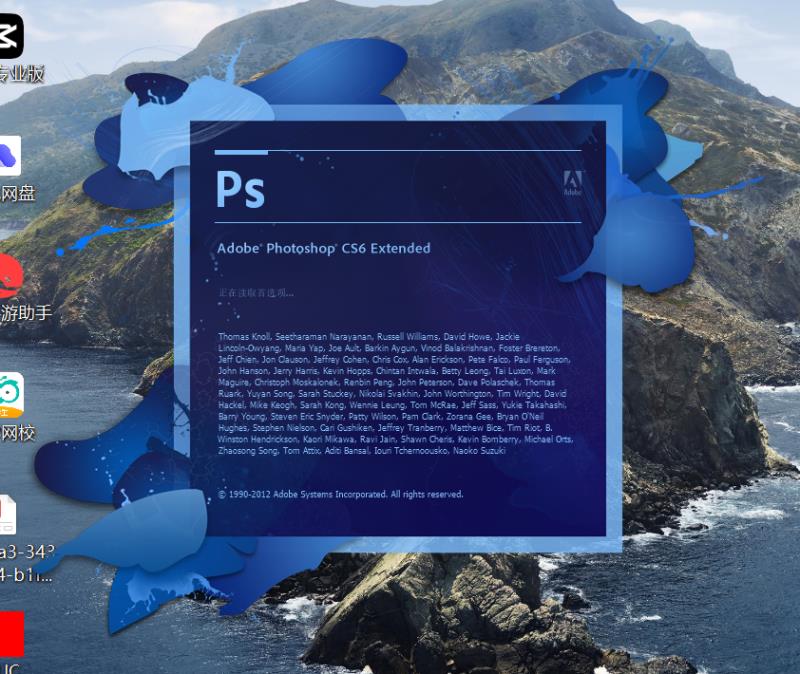 专业版
网盘
游助手
网校
a3-343
4-b1f...
JC
Ps
Adobe
Adobe® Photoshop® CS6 Extended
正在读取首选项...
Thomas Knoll, Seetharaman Narayanan, Russell Williams, David Howe, Jackie
Lincoln-Owyang, Maria Yap, Joe Ault, Barkin Aygun, Vinod Balakrishnan, Foster Brereton,
Jeff Chien, Jon Clauson, Jeffrey Cohen, Chris Cox, Alan Erickson, Pete Falco, Paul Ferguson,
John Hanson, Jerry Harris, Kevin Hopps, Chintan Intwala, Betty Leong, Tai Luxon, Mark
Maguire, Christoph Moskalonek, Renbin Peng, John Peterson, Dave Polaschek, Thomas
Ruark, Yuyan Song, Sarah Stuckey, Nikolai Svakhin, John Worthington, Tim Wright, David
Hackel, Mike Keogh, Sarah Kong, Wennie Leung, Tom McRae, Jeff Sass, Yukie Takahashi,
Barry Young, Steven Eric Snyder, Patty Wilson, Pam Clark, Zorana Gee, Bryan O'Neil
Hughes, Stephen Nielson, Cari Gushiken, Jeffrey Tranberry, Matthew Bice, Tim Riot, B.
Winston Hendrickson, Kaori Mikawa, Ravi Jain, Shawn Cheris, Kevin Bomberry, Michael Orts,
Zhaosong Song, Tom Attix, Aditi Bansal, Iouri Tchernoousko, Naoko Suzuki
© 1990-2012 Adobe Systems Incorporated. All rights reserved.